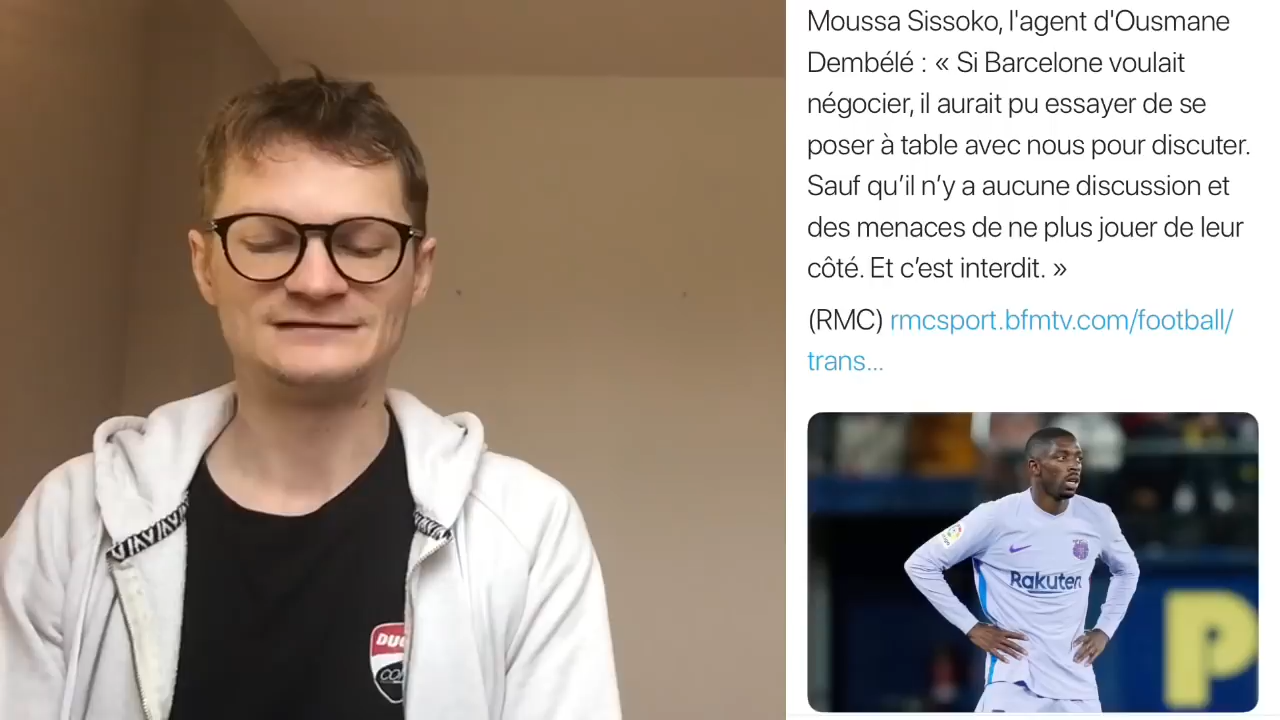 Moussa Sissoko, l'agent d'Ousmane
Dembélé : « Si Barcelone voulait
négocier, il aurait pu essayer de se
poser à table avec nous pour discuter.
Sauf qu’il n’y a aucune discussion et
des menaces de ne plus jouer de leur
côté. Et c’est interdit. »
(RMC) rmcsport.bfmtv.com/football/
trans...
Rakuten
P